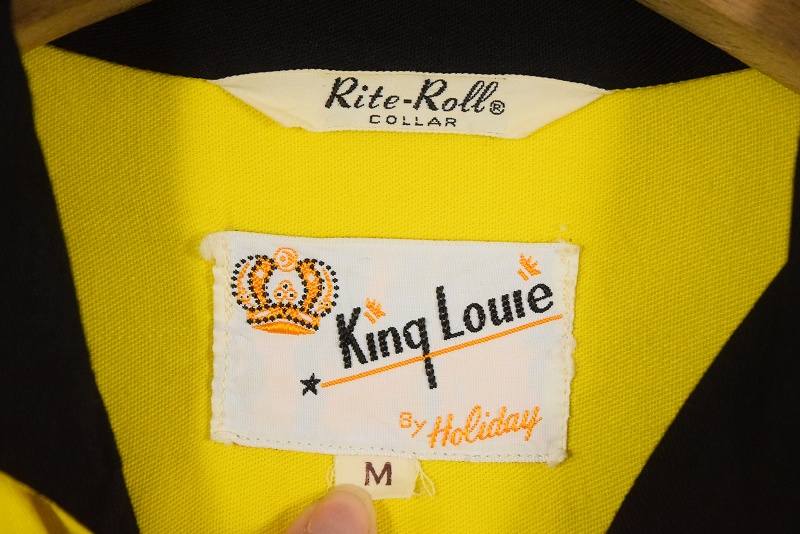 Rite-Roll®
COLLAR
King Louie
By Holiday
M